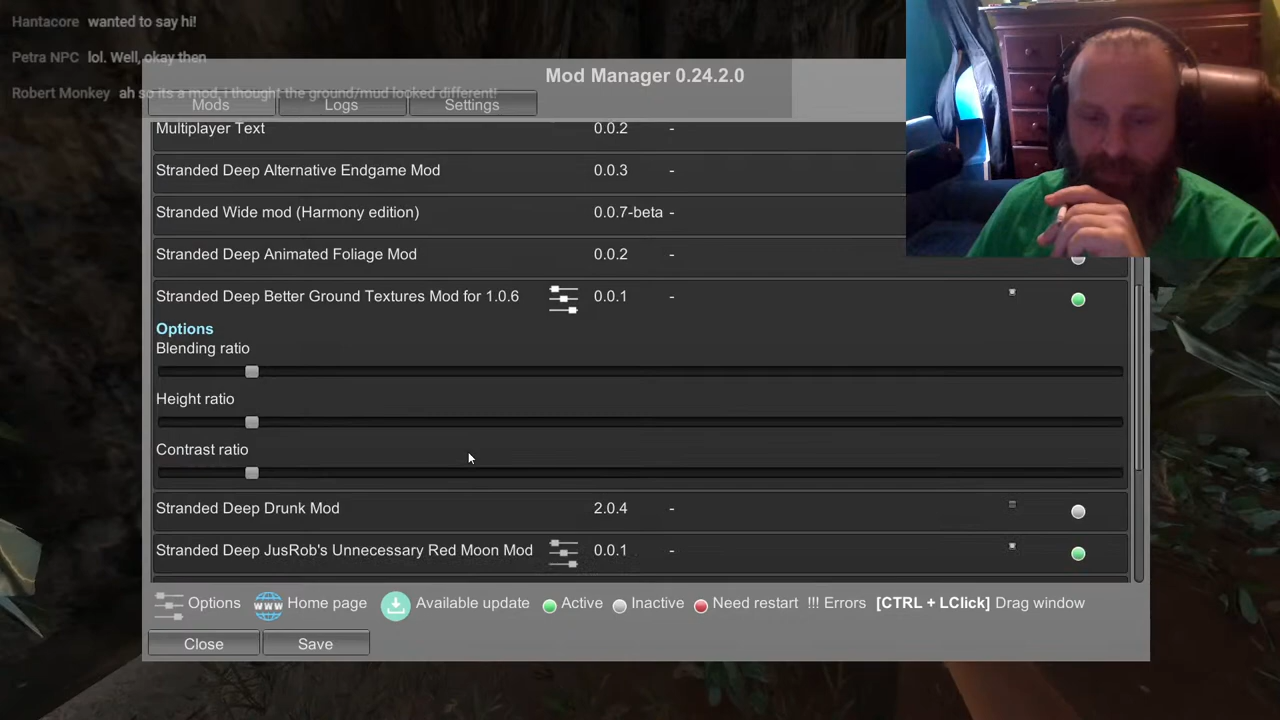 Hantacore wanted to say hi!
Petra NPC lol. Well, okay then
Robert Monkey ah so its a mod, i thought the ground/mud looked different!
Mod Manager 0.24.2.0
Mods Logs Settings
Multiplayer Text 0.0.2 -
Stranded Deep Alternative Endgame Mod 0.0.3 -
Stranded Wide mod (Harmony edition) 0.0.7-beta -
Stranded Deep Animated Foliage Mod 0.0.2 -
Stranded Deep Better Ground Textures Mod for 1.0.6 0.0.1 -
Options
Blending ratio
Height ratio
Contrast ratio
Stranded Deep Drunk Mod 2.0.4 -
Stranded Deep JusRob's Unnecessary Red Moon Mod 0.0.1 -
Options WWW Home page Available update Active Inactive Need restart !!! Errors [CTRL + LClick] Drag window
Close Save